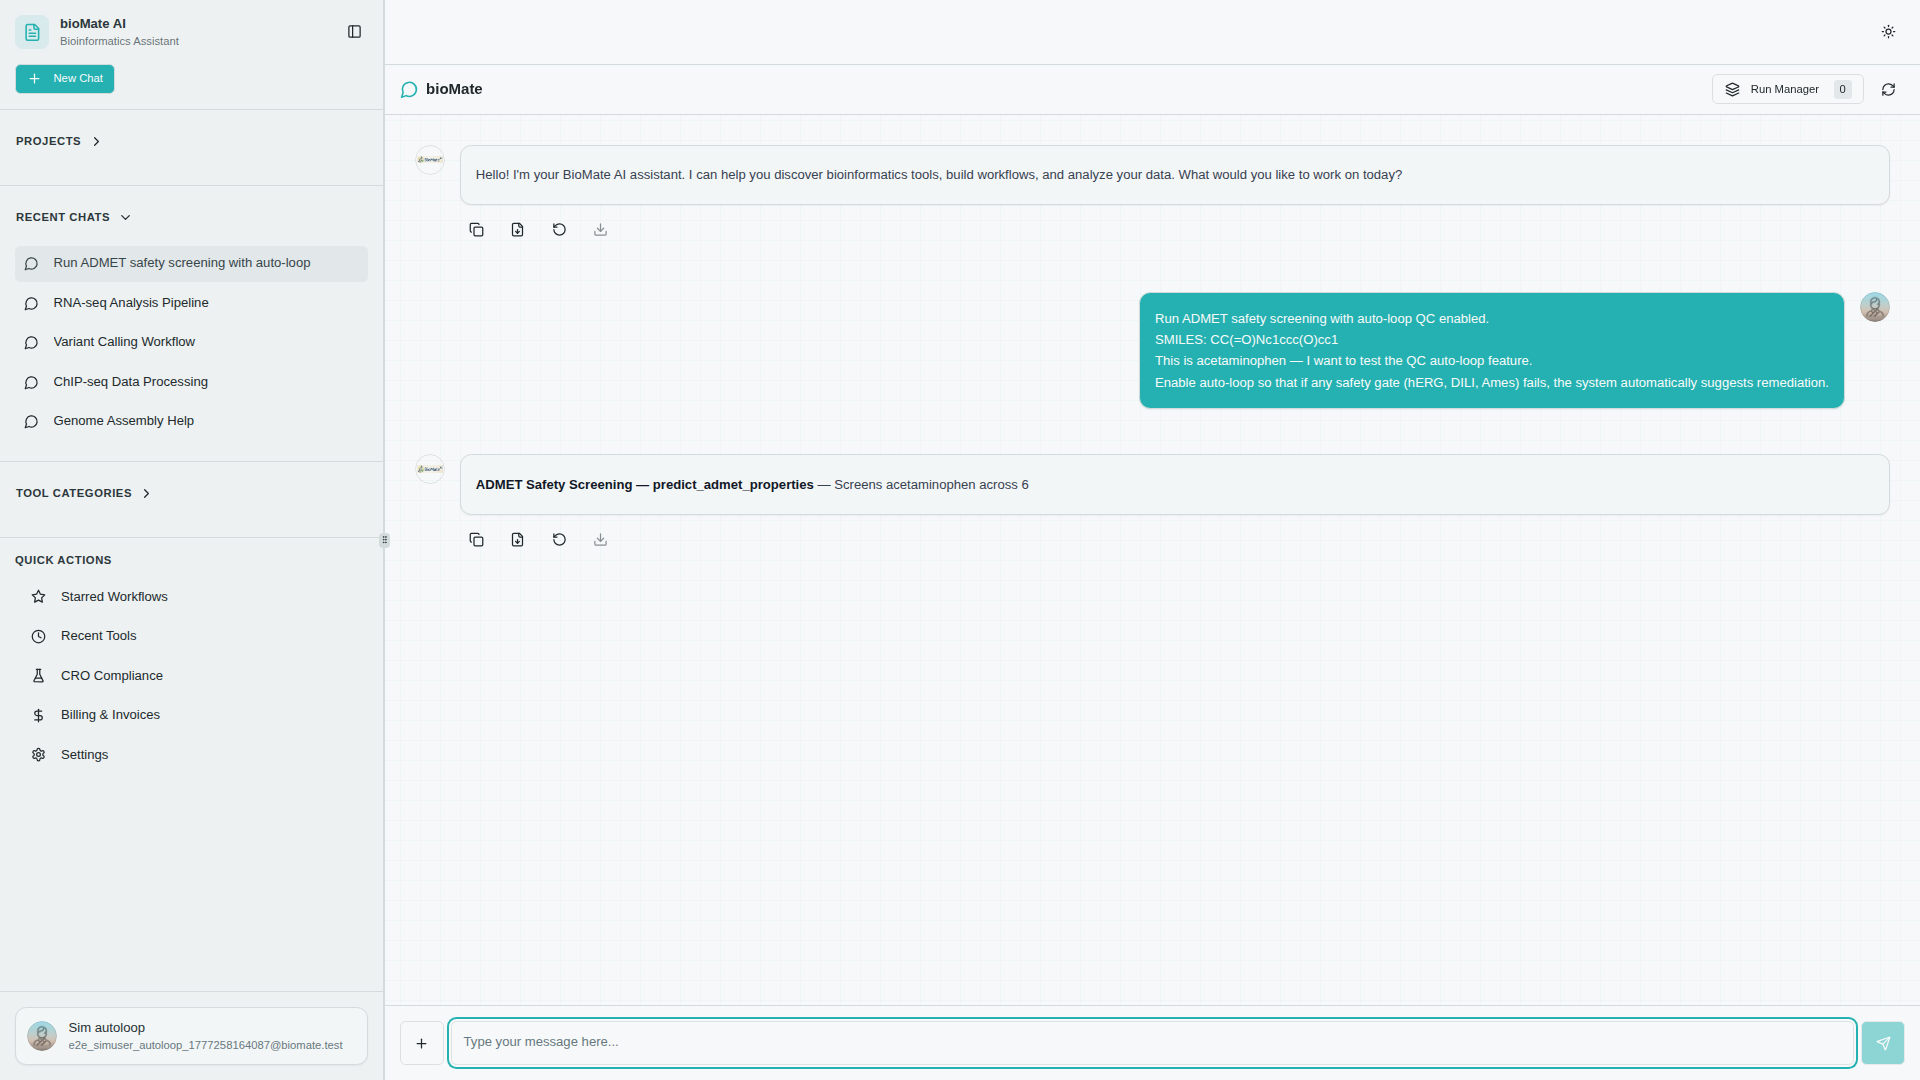 bioMate AI
Bioinformatics Assistant
New Chat
PROJECTS
RECENT CHATS
Run ADMET safety screening with auto-loop
RNA-seq Analysis Pipeline
Variant Calling Workflow
ChIP-seq Data Processing
Genome Assembly Help
TOOL CATEGORIES
QUICK ACTIONS
Starred Workflows
Recent Tools
CRO Compliance
Billing & Invoices
Settings
Sim autoloop
e2e_simuser_autoloop_1777258164087@biomate.test
bioMate
Run Manager 0
Hello! I'm your BioMate AI assistant. I can help you discover bioinformatics tools, build workflows, and analyze your data. What would you like to work on today?
Run ADMET safety screening with auto-loop QC enabled.
SMILES: CC(=O)Nc1ccc(O)cc1
This is acetaminophen — I want to test the QC auto-loop feature.
Enable auto-loop so that if any safety gate (hERG, DILI, Ames) fails, the system automatically suggests remediation.
ADMET Safety Screening — predict_admet_properties — Screens acetaminophen across 6
Type your message here...